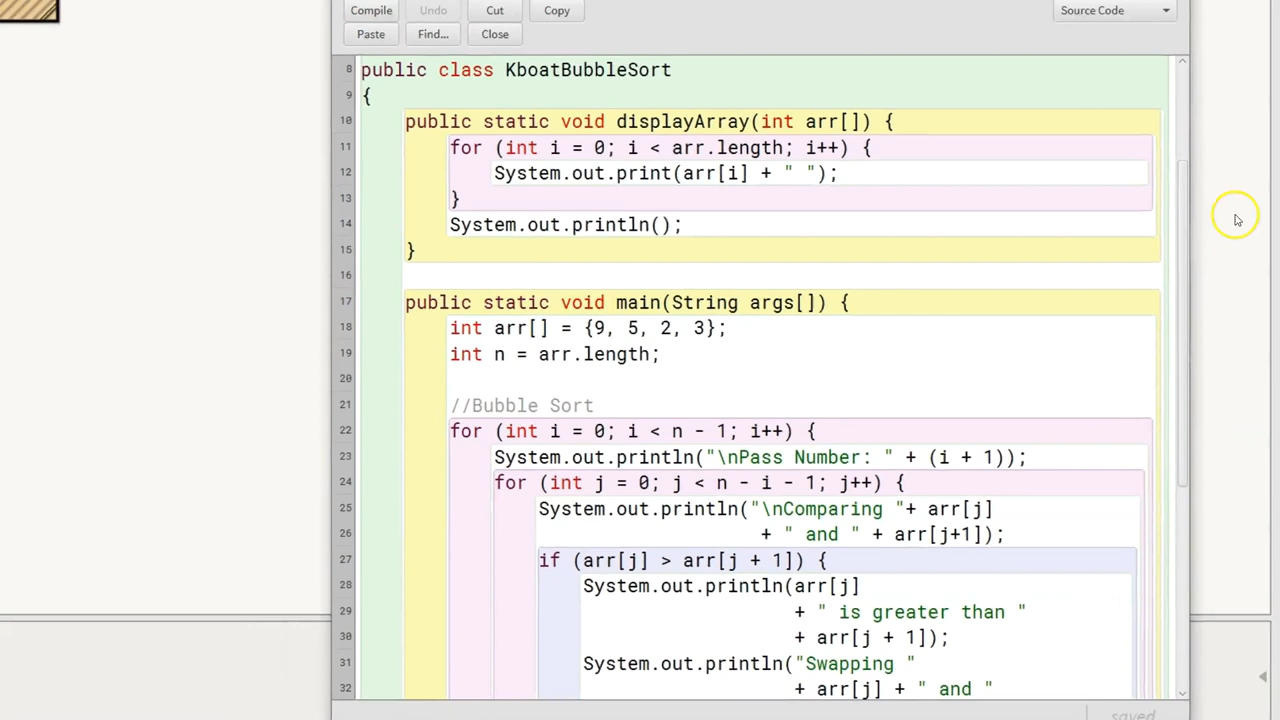 Compile Undo Cut Copy Source Code
Paste Find... Close
8 public class KboatBubbleSort
9 {
10 public static void displayArray(int arr[]) {
11 for (int i = 0; i < arr.length; i++) {
12 System.out.print(arr[i] + " ");
13 }
14 System.out.println();
15 }
16
17 public static void main(String args[]) {
18 int arr[] = {9, 5, 2, 3};
19 int n = arr.length;
20
21 //Bubble Sort
22 for (int i = 0; i < n - 1; i++) {
23 System.out.println("\nPass Number: " + (i + 1));
24 for (int j = 0; j < n - i - 1; j++) {
25 System.out.println("\nComparing "+ arr[j]
26 + " and " + arr[j+1]);
27 if (arr[j] > arr[j + 1]) {
28 System.out.println(arr[j]
29 + " is greater than "
30 + arr[j + 1]);
31 System.out.println("Swapping "
32 + arr[j] + " and "
saved